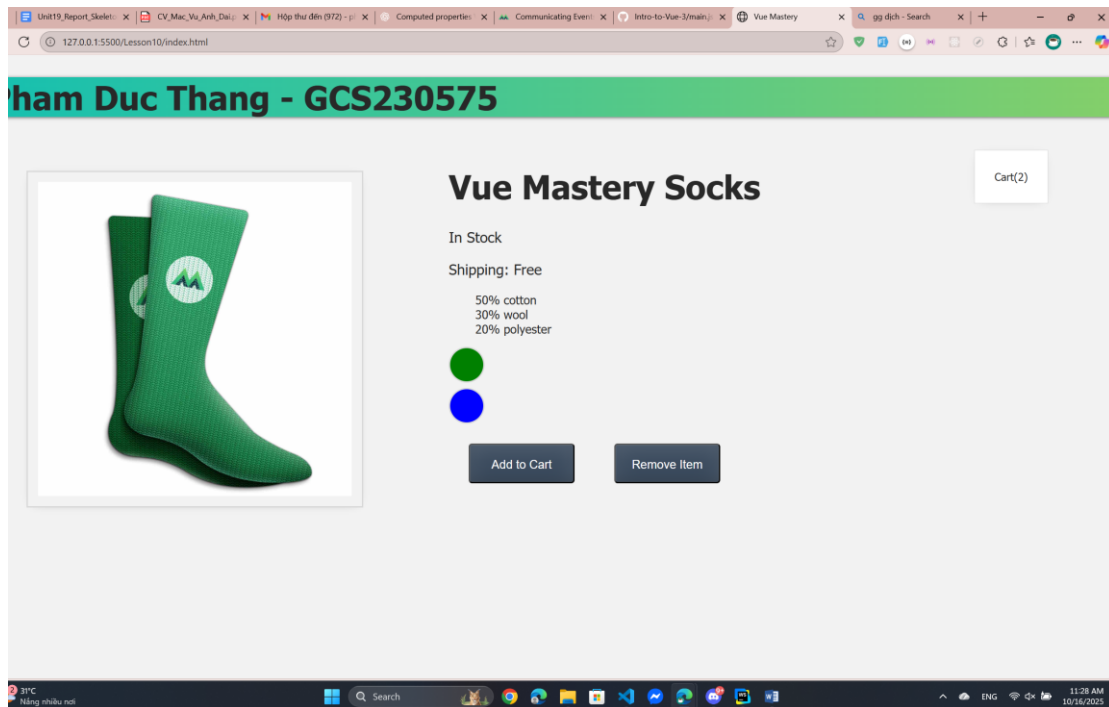 Unit19_Report_Skeleto
CV_Mac_Vu_Anh_Dai.p
Hộp thư đến (972) - p
Computed properties
Communicating Event
Intro-to-Vue-3/main.js
Vue Mastery
gg dịch - Search
127.0.0.1:5500/Lesson10/index.html
ham Duc Thang - GCS230575
Cart(2)
Vue Mastery Socks
In Stock
Shipping: Free
50% cotton
30% wool
20% polyester
Add to Cart
Remove Item
2
31°C
Nắng nhiều nơi
Search
ENG
11:28 AM
10/16/2025